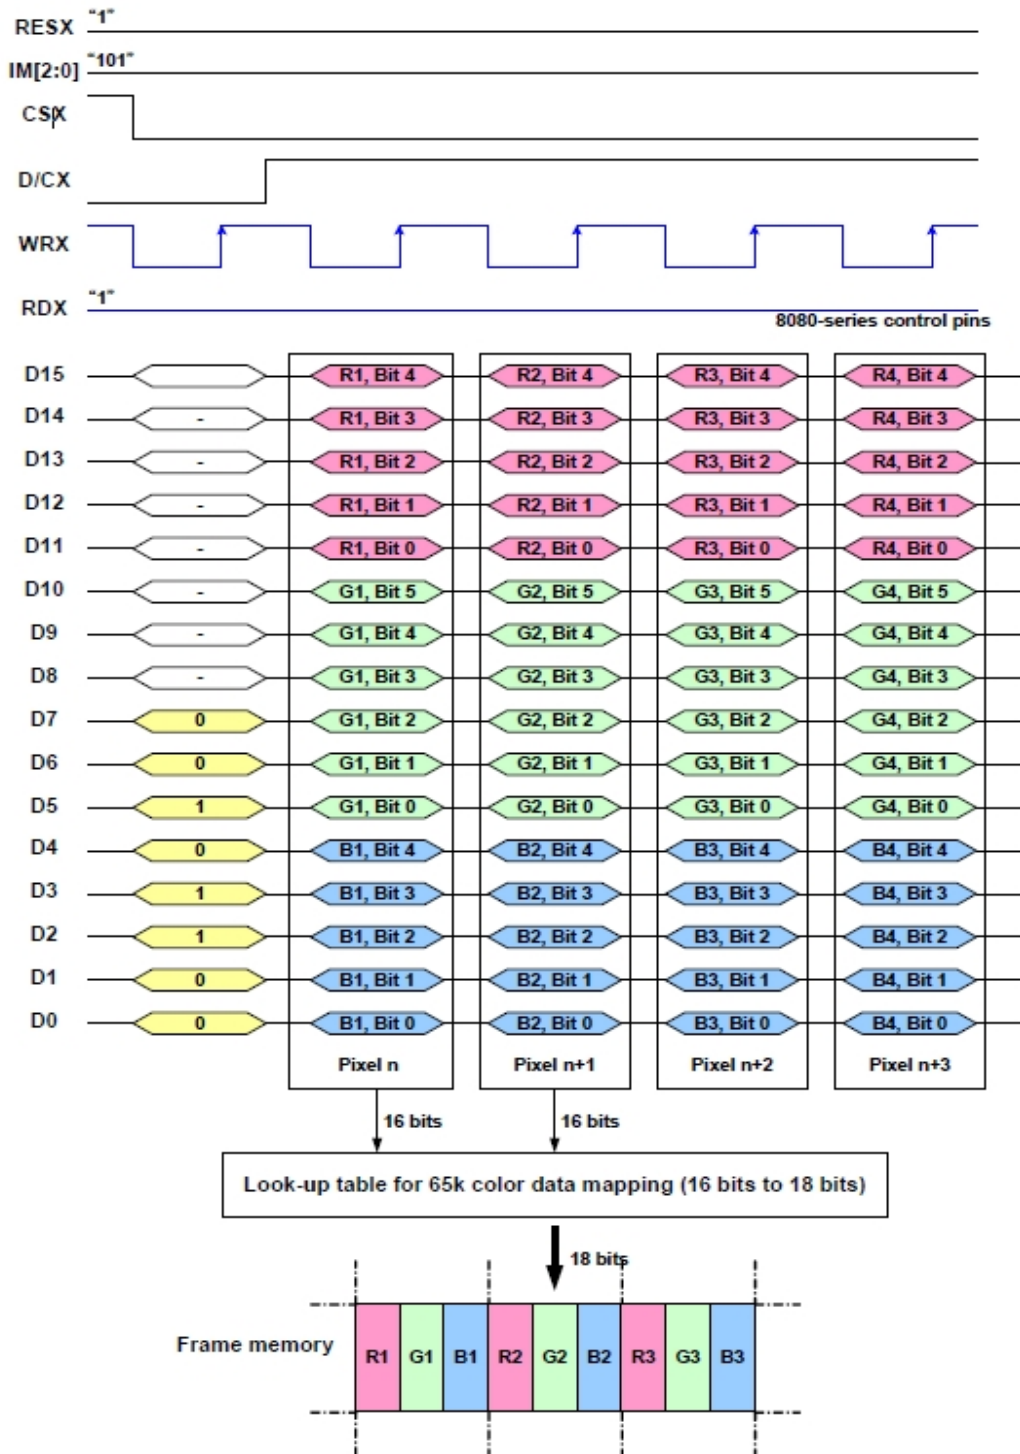 RESX "1"
IM[2:0] "101"
CSX
D/CX
WRX
RDX "1"
8080-series control pins
D15 R1, Bit 4 R2, Bit 4 R3, Bit 4 R4, Bit 4
D14 - R1, Bit 3 R2, Bit 3 R3, Bit 3 R4, Bit 3
D13 - R1, Bit 2 R2, Bit 2 R3, Bit 2 R4, Bit 2
D12 - R1, Bit 1 R2, Bit 1 R3, Bit 1 R4, Bit 1
D11 - R1, Bit 0 R2, Bit 0 R3, Bit 0 R4, Bit 0
D10 - G1, Bit 5 G2, Bit 5 G3, Bit 5 G4, Bit 5
D9 - G1, Bit 4 G2, Bit 4 G3, Bit 4 G4, Bit 4
D8 - G1, Bit 3 G2, Bit 3 G3, Bit 3 G4, Bit 3
D7 0 G1, Bit 2 G2, Bit 2 G3, Bit 2 G4, Bit 2
D6 0 G1, Bit 1 G2, Bit 1 G3, Bit 1 G4, Bit 1
D5 1 G1, Bit 0 G2, Bit 0 G3, Bit 0 G4, Bit 0
D4 0 B1, Bit 4 B2, Bit 4 B3, Bit 4 B4, Bit 4
D3 1 B1, Bit 3 B2, Bit 3 B3, Bit 3 B4, Bit 3
D2 1 B1, Bit 2 B2, Bit 2 B3, Bit 2 B4, Bit 2
D1 0 B1, Bit 1 B2, Bit 1 B3, Bit 1 B4, Bit 1
D0 0 B1, Bit 0 B2, Bit 0 B3, Bit 0 B4, Bit 0
Pixel n Pixel n+1 Pixel n+2 Pixel n+3
16 bits 16 bits
Look-up table for 65k color data mapping (16 bits to 18 bits)
18 bits
Frame memory R1 G1 B1 R2 G2 B2 R3 G3 B3